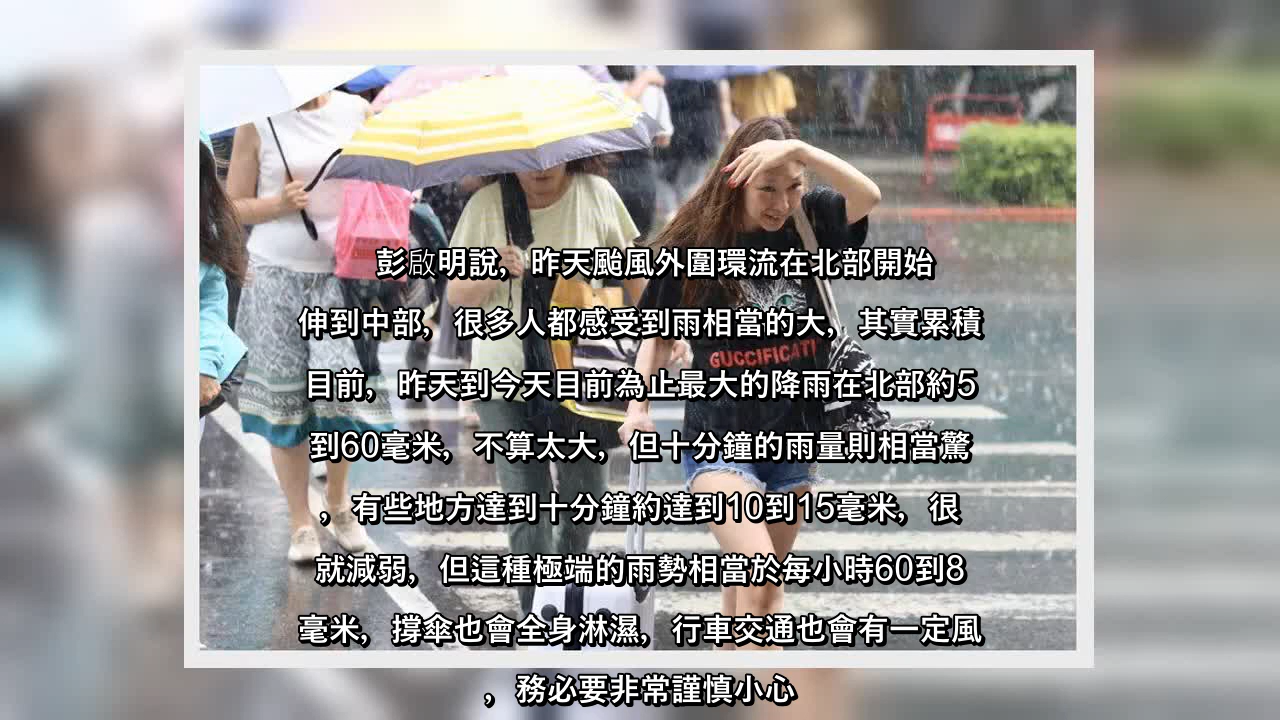 彭啟明說，昨天颱風外圍環流在北部開始
伸到中部，很多人都感受到雨相當的大，其實累積
目前，昨天到今天目前為止最大的降雨在北部約5
到60毫米，不算太大，但十分鐘的雨量則相當驚
，有些地方達到十分鐘約達到10到15毫米，很
就減弱，但這種極端的雨勢相當於每小時60到8
毫米，撐傘也會全身淋濕，行車交通也會有一定風
，務必要非常謹慎小心
GUCCIFICATI